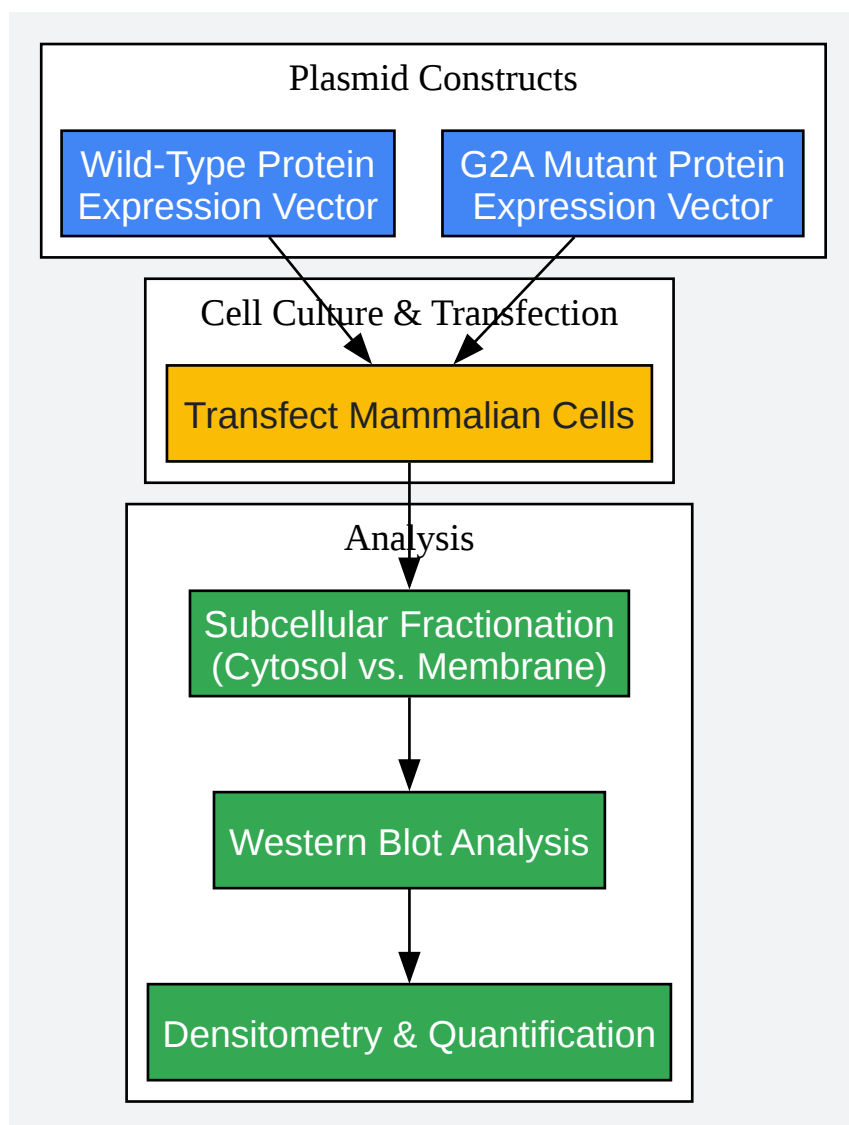 Plasmid Constructs
Wild-Type Protein
Expression Vector
G2A Mutant Protein
Expression Vector
Cell Culture & Transfection
Transfect Mammalian Cells
Analysis
Subcellular Fractionation
(Cytosol vs. Membrane)
Western Blot Analysis
Densitometry & Quantification